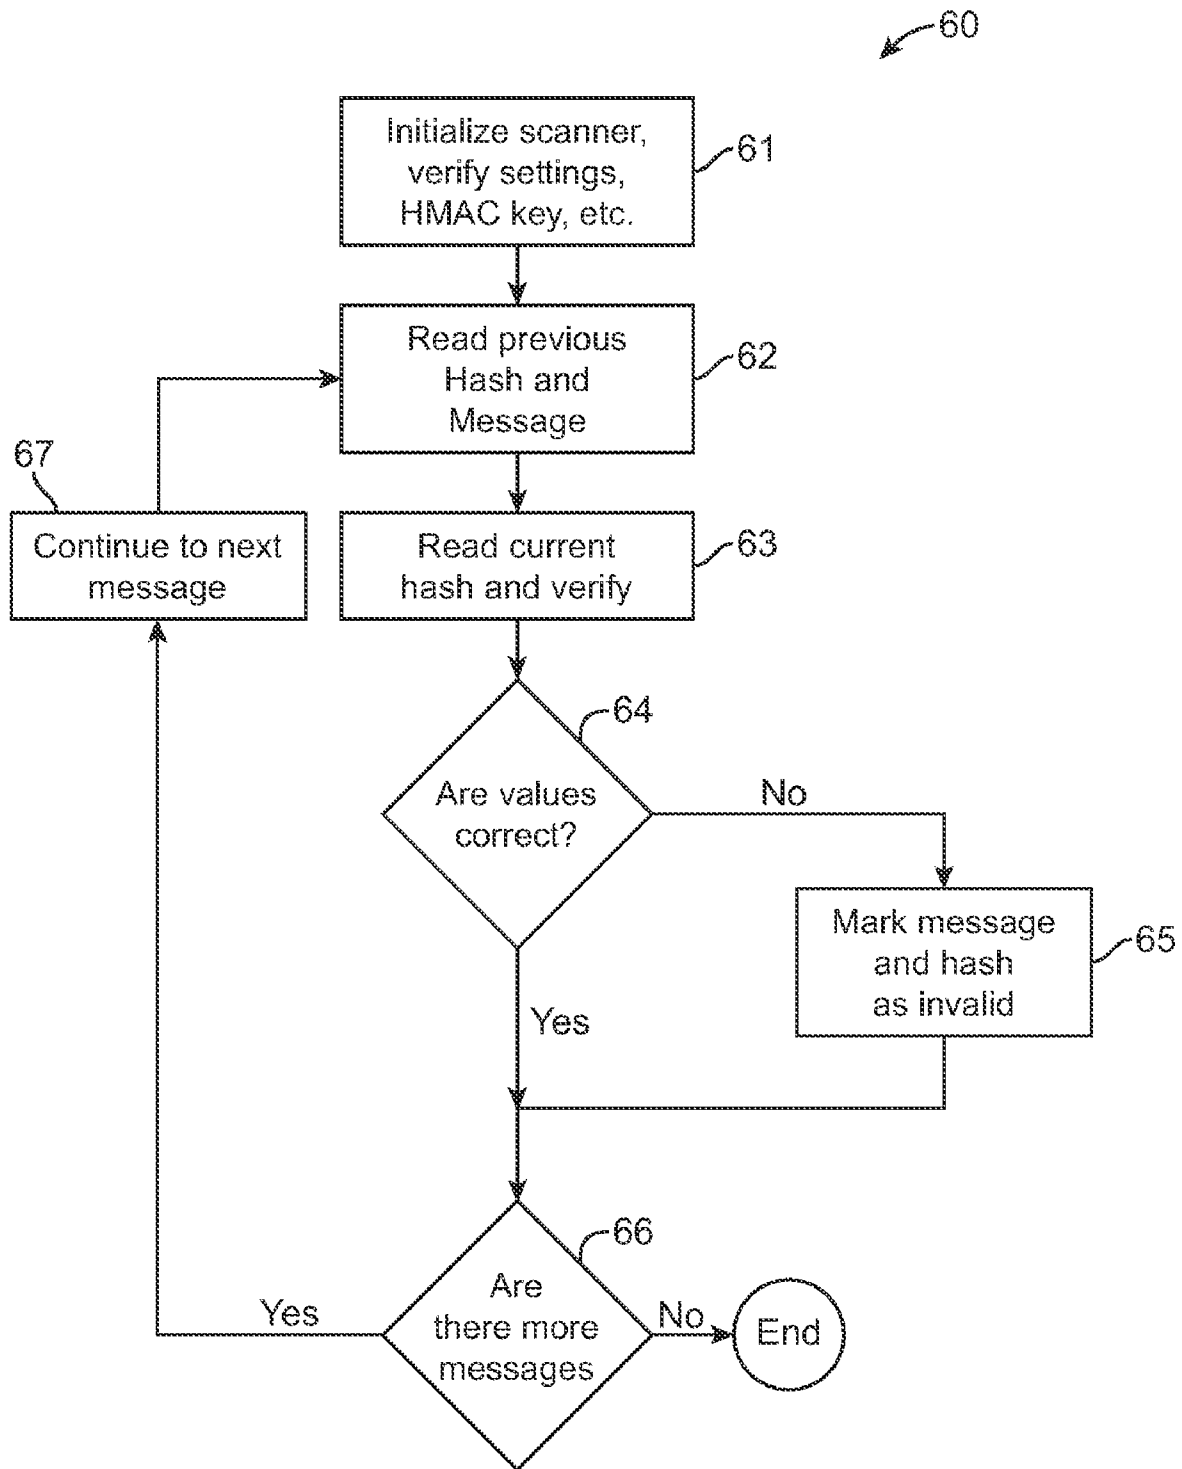 60
Initialize scanner,
verify settings,
HMAC key, etc.
61
Read previous
Hash and
Message
62
67
Continue to next
message
Read current
hash and verify
63
64
Are values
correct?
No
Mark message
and hash
as invalid
65
Yes
66
Are
there more
messages
Yes
No
End